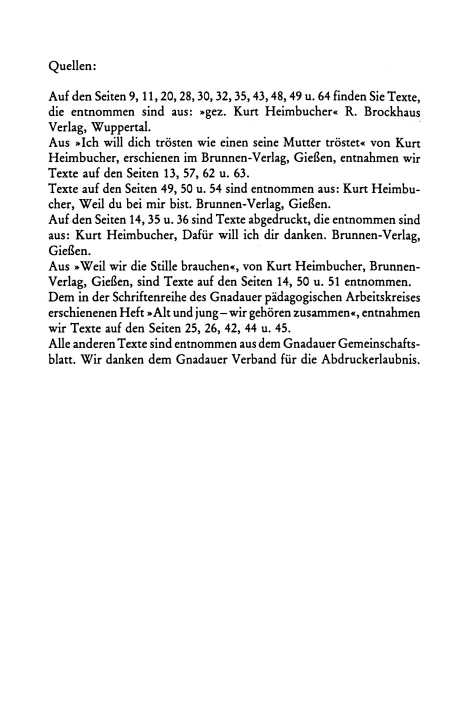 Quellen:
Auf den Seiten 9, 11, 20, 28, 30, 32, 35, 43, 48, 49 u. 64 finden Sie Texte,
die entnommen sind aus: »gez. Kurt Heimbucher« R. Brockhaus
Verlag, Wuppertal.
Aus »Ich will dich trösten wie einen seine Mutter tröstet« von Kurt
Heimbucher, erschienen im Brunnen-Verlag, Gießen, entnahmen wir
Texte auf den Seiten 13, 57, 62 u. 63.
Texte auf den Seiten 49, 50 u. 54 sind entnommen aus: Kurt Heimbu-
cher, Weil du bei mir bist. Brunnen-Verlag, Gießen.
Auf den Seiten 14, 35 u. 36 sind Texte abgedruckt, die entnommen sind
aus: Kurt Heimbucher, Dafür will ich dir danken. Brunnen-Verlag,
Gießen.
Aus »Weil wir die Stille brauchen«, von Kurt Heimbucher, Brunnen-
Verlag, Gießen, sind Texte auf den Seiten 14, 50 u. 51 entnommen.
Dem in der Schriftenreihe des Gnadauer pädagogischen Arbeitskreises
erschienenen Heft »Alt und jung – wir gehören zusammen«, entnahmen
wir Texte auf den Seiten 25, 26, 42, 44 u. 45.
Alle anderen Texte sind entnommen aus dem Gnadauer Gemeinschafts-
blatt. Wir danken dem Gnadauer Verband für die Abdruckerlaubnis.